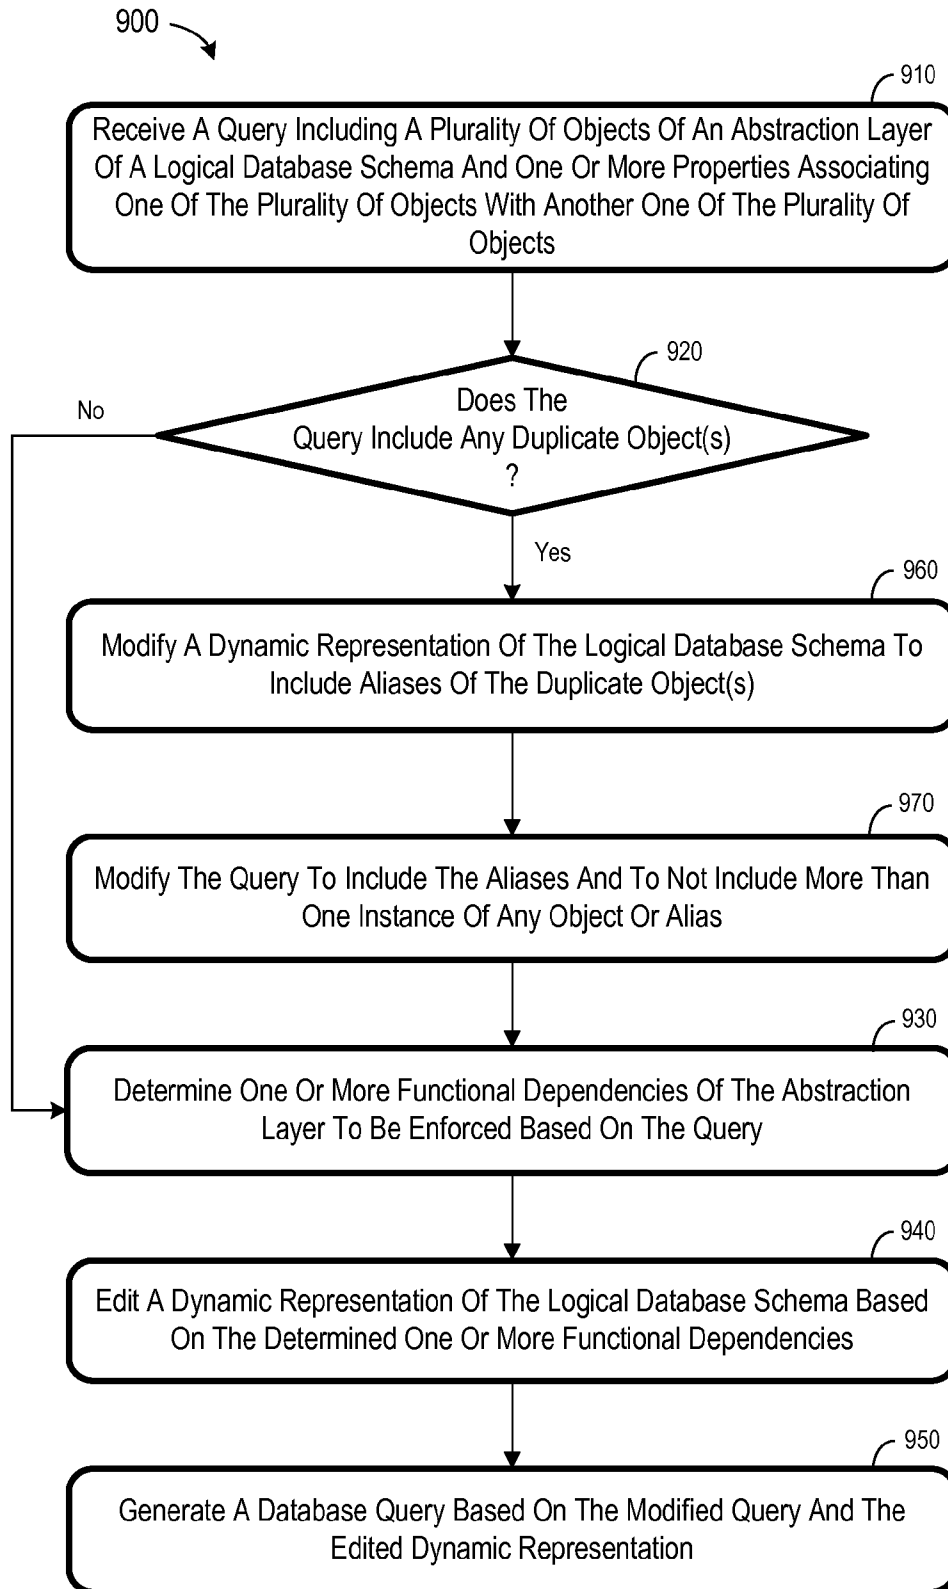 900
910
Receive A Query Including A Plurality Of Objects Of An Abstraction Layer
Of A Logical Database Schema And One Or More Properties Associating
One Of The Plurality Of Objects With Another One Of The Plurality Of
Objects
920
Does The
Query Include Any Duplicate Object(s)
?
No
Yes
960
Modify A Dynamic Representation Of The Logical Database Schema To
Include Aliases Of The Duplicate Object(s)
970
Modify The Query To Include The Aliases And To Not Include More Than
One Instance Of Any Object Or Alias
930
Determine One Or More Functional Dependencies Of The Abstraction
Layer To Be Enforced Based On The Query
940
Edit A Dynamic Representation Of The Logical Database Schema Based
On The Determined One Or More Functional Dependencies
950
Generate A Database Query Based On The Modified Query And The
Edited Dynamic Representation